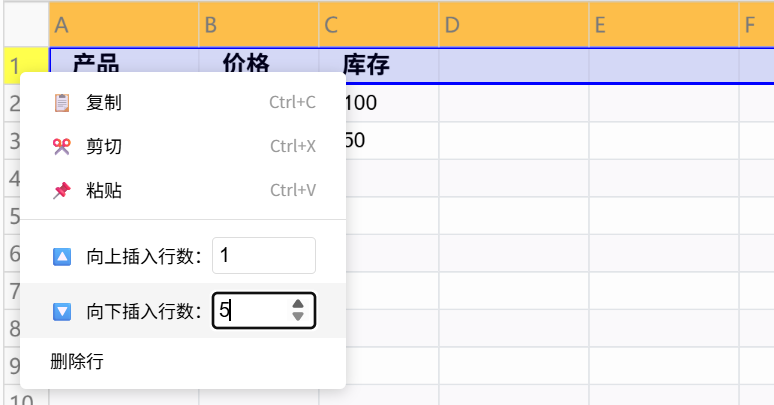 A B C D E F
1 产品 价格 库存
2 100
3 50
4
5
6
7
8
9
10
复制 Ctrl+C
剪切 Ctrl+X
粘贴 Ctrl+V
向上插入行数： 1
向下插入行数： 5
删除行